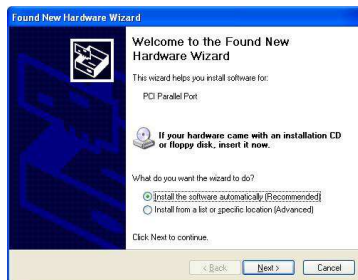 Found New Hardware Wizard
Welcome to the Found New
Hardware Wizard
This wizard helps you install software for:
PCI Parallel Port
If your hardware came with an installation CD
or floppy disk, insert it now.
What do you want the wizard to do?
Install the software automatically (Recommended)
Install from a list or specific location (Advanced)
Click Next to continue.
< Back
Next >
Cancel